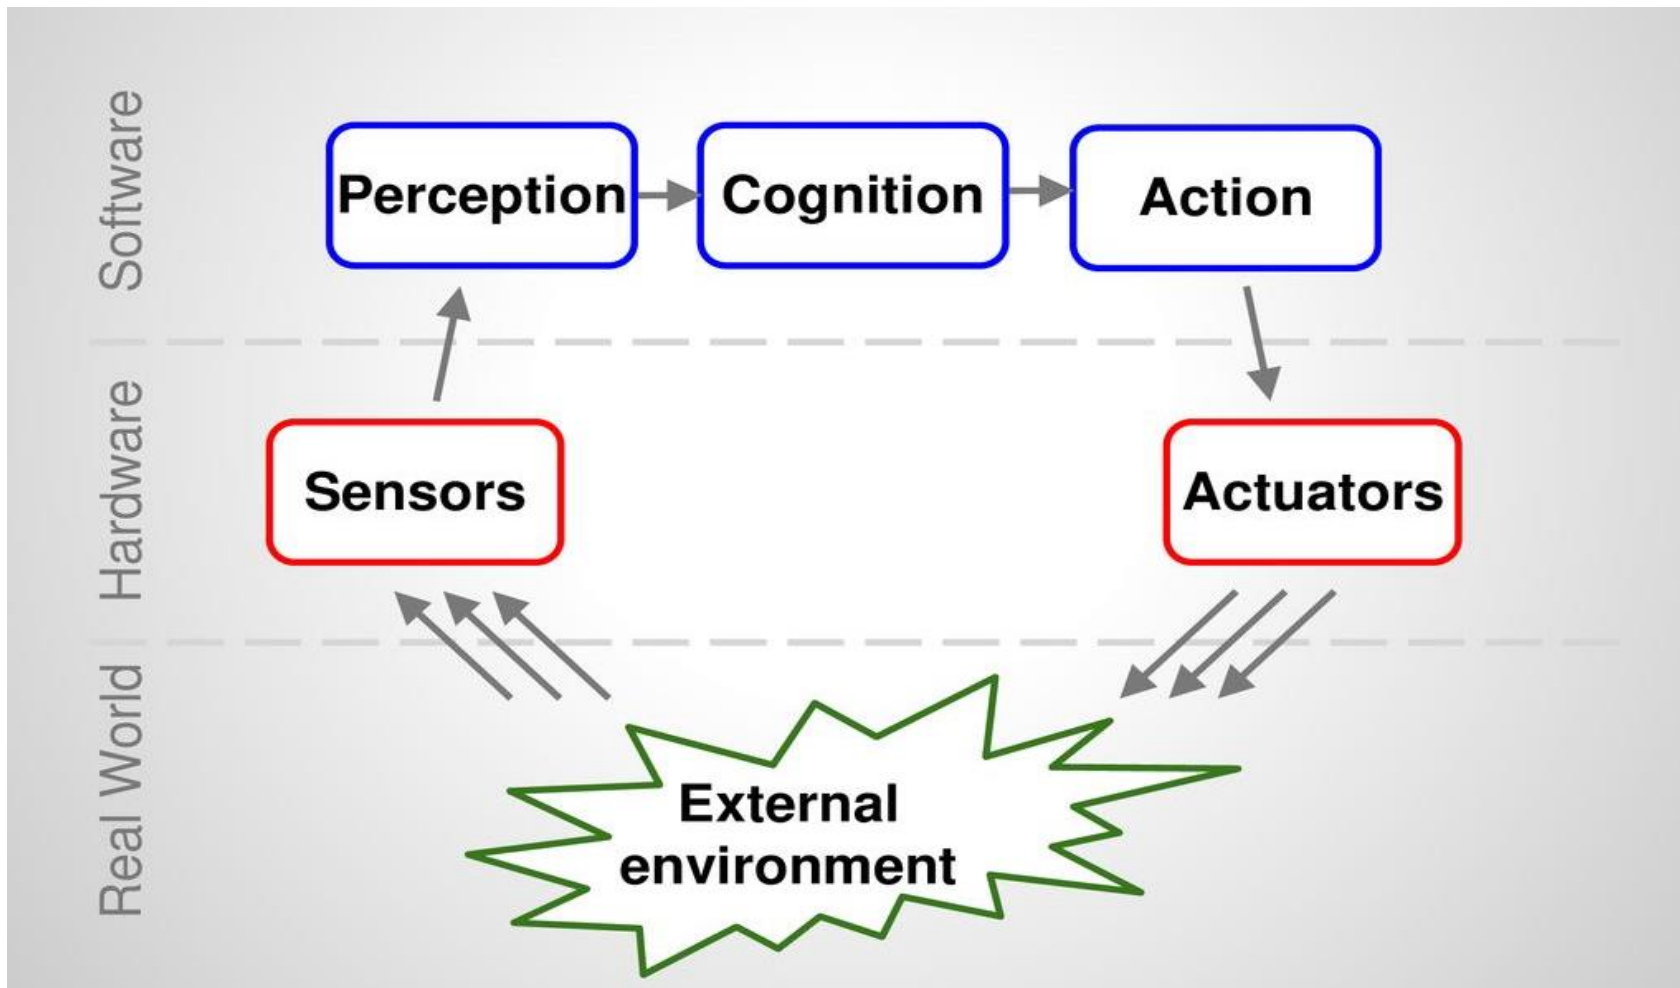 Software
Perception
Cognition
Action
Hardware
Sensors
Actuators
Real World
External
environment